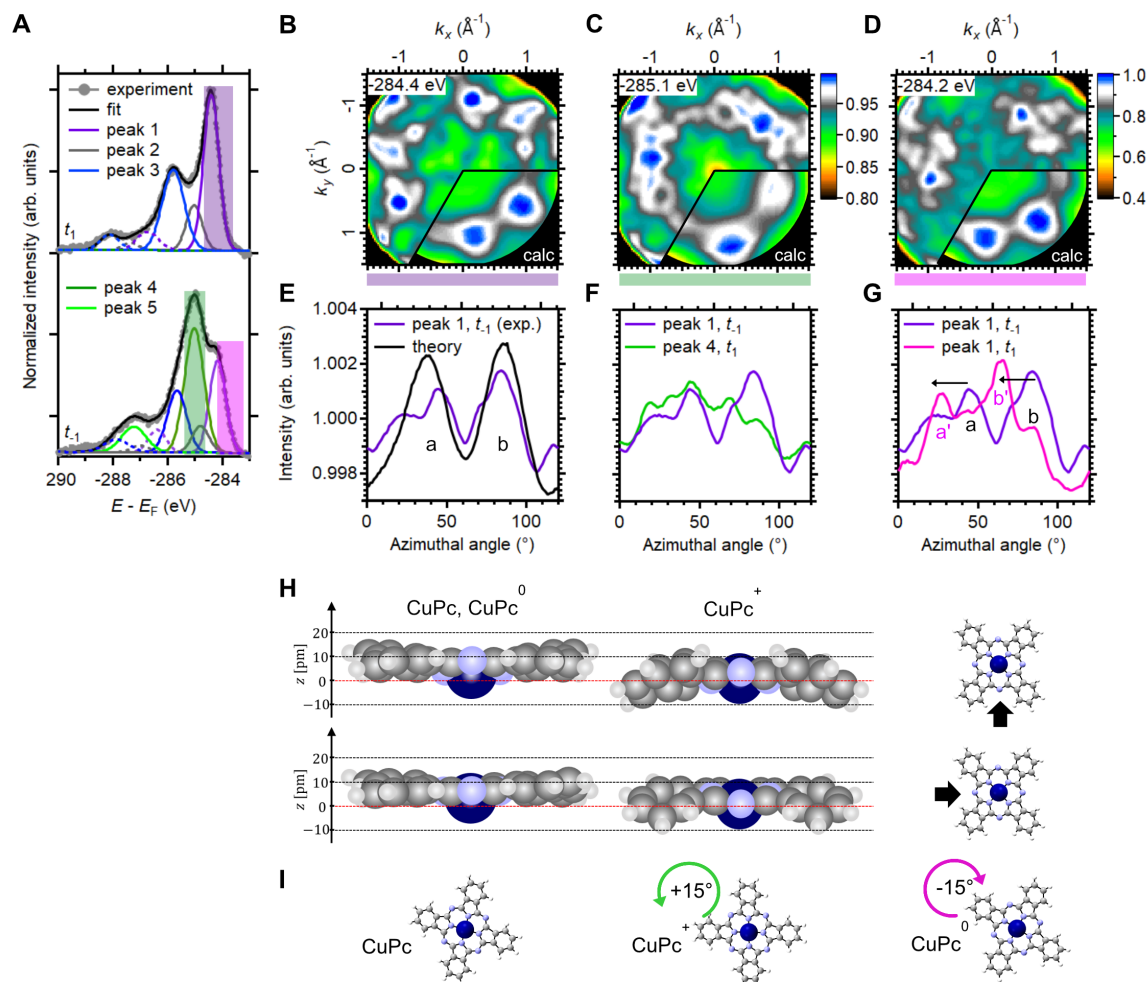 A
experiment
fit
peak 1
peak 2
peak 3
t1
peak 4
peak 5
t-1
Normalized intensity (arb. units)
290 288 286 284
E - EF (eV)
B
kx (Å-1)
-1 0 1
-284.4 eV
ky (Å-1)
-1
0
1
calc
C
kx (Å-1)
-1 0 1
-285.1 eV
calc
0.95
0.90
0.85
0.80
D
kx (Å-1)
-1 0 1
-284.2 eV
calc
1.0
0.8
0.6
0.4
E
Intensity (arb. units)
1.004
1.002
1.000
0.998
peak 1, t-1 (exp.)
theory
a b
0 50 100
Azimuthal angle (°)
F
peak 1, t-1
peak 4, t1
0 50 100
Azimuthal angle (°)
G
peak 1, t-1
peak 1, t1
a' a b' b
0 50 100
Azimuthal angle (°)
H
CuPc, CuPc0
CuPc+
z [pm]
20
10
0
−10
z [pm]
20
10
0
−10
I
CuPc
+15°
CuPc+
-15°
CuPc0